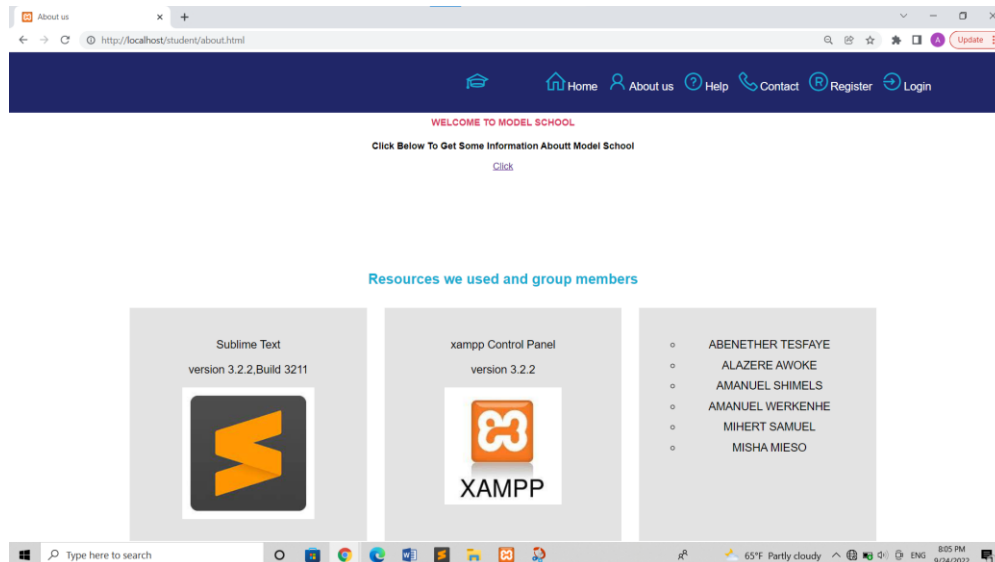 About us
http://localhost/student/about.html
A
Update
Home About us ? Help Contact R Register Login
WELCOME TO MODEL SCHOOL
Click Below To Get Some Information Aboutt Model School
Click
Resources we used and group members
Sublime Text
version 3.2.2,Build 3211
xampp Control Panel
version 3.2.2
XAMPP
ABENETHER TESFAYE
ALAZERE AWOKE
AMANUEL SHIMELS
AMANUEL WERKENHE
MIHERT SAMUEL
MISHA MIESO
Type here to search
65°F Partly cloudy
ENG
8:05 PM
9/24/2022